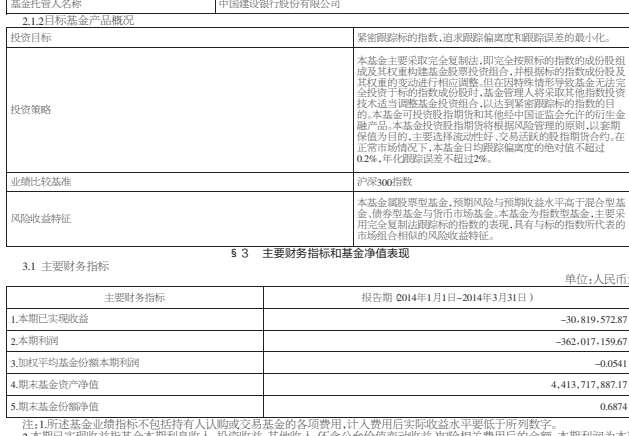 基金托管人名称 中国建设银行股份有限公司
2.1.2目标基金产品概况
投资目标 紧密跟踪标的指数,追求跟踪偏离度和跟踪误差的最小化。
投资策略
本基金主要采取完全复制法,即完全按照标的指数的成份股组
成及其权重构建基金股票投资组合,并根据标的指数成份股及
其权重的变动进行相应调整。但在因特殊情形导致基金无法完
全投资于标的指数成份股时,基金管理人将采取其他指数投资
技术适当调整基金投资组合,以达到紧密跟踪标的指数的目
的。本基金可投资股指期货和其他经中国证监会允许的衍生金
融产品。本基金投资股指期货将根据风险管理的原则,以套期
保值为目的,主要选择流动性好、交易活跃的股指期货合约。在
正常市场情况下,本基金日均跟踪偏离度的绝对值不超过
0.2%,年化跟踪误差不超过2%。
业绩比较基准 沪深300指数
风险收益特征
本基金属股票型基金,预期风险与预期收益水平高于混合型基
金、债券型基金与货币市场基金。本基金为指数型基金,主要采
用完全复制法跟踪标的指数的表现,具有与标的指数所代表的
市场组合相似的风险收益特征。
§3 主要财务指标和基金净值表现
3.1 主要财务指标
单位:人民币
主要财务指标 报告期(2014年1月1日-2014年3月31日)
1.本期已实现收益 -30,819,572.87
2.本期利润 -362,017,159.67
3.加权平均基金份额本期利润 -0.0541
4.期末基金资产净值 4,413,717,887.17
5.期末基金份额净值 0.6874
注:1.所述基金业绩指标不包括持有人认购或交易基金的各项费用,计入费用后实际收益水平要低于所列数字。